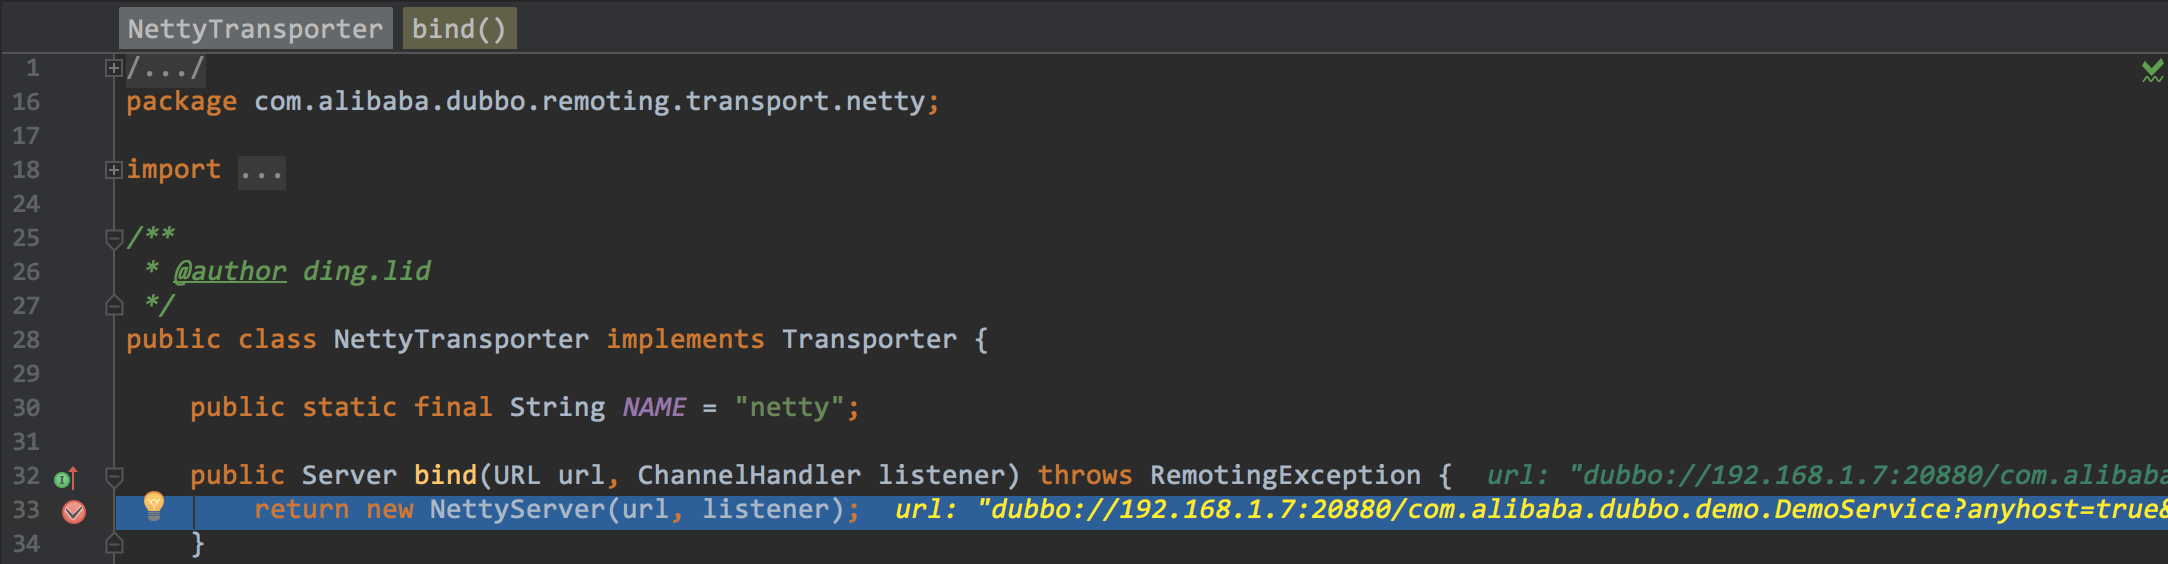 NettyTransporter bind()
1 /.../
16 package com.alibaba.dubbo.remoting.transport.netty;
17
18 import ...
24
25 /**
26 * @author ding.lid
27 */
28 public class NettyTransporter implements Transporter {
29
30 public static final String NAME = "netty";
31
32 public Server bind(URL url, ChannelHandler listener) throws RemotingException { url: "dubbo://192.168.1.7:20880/com.alibaba
33 return new NettyServer(url, listener); url: "dubbo://192.168.1.7:20880/com.alibaba.dubbo.demo.DemoService?anyhost=true&
34 }